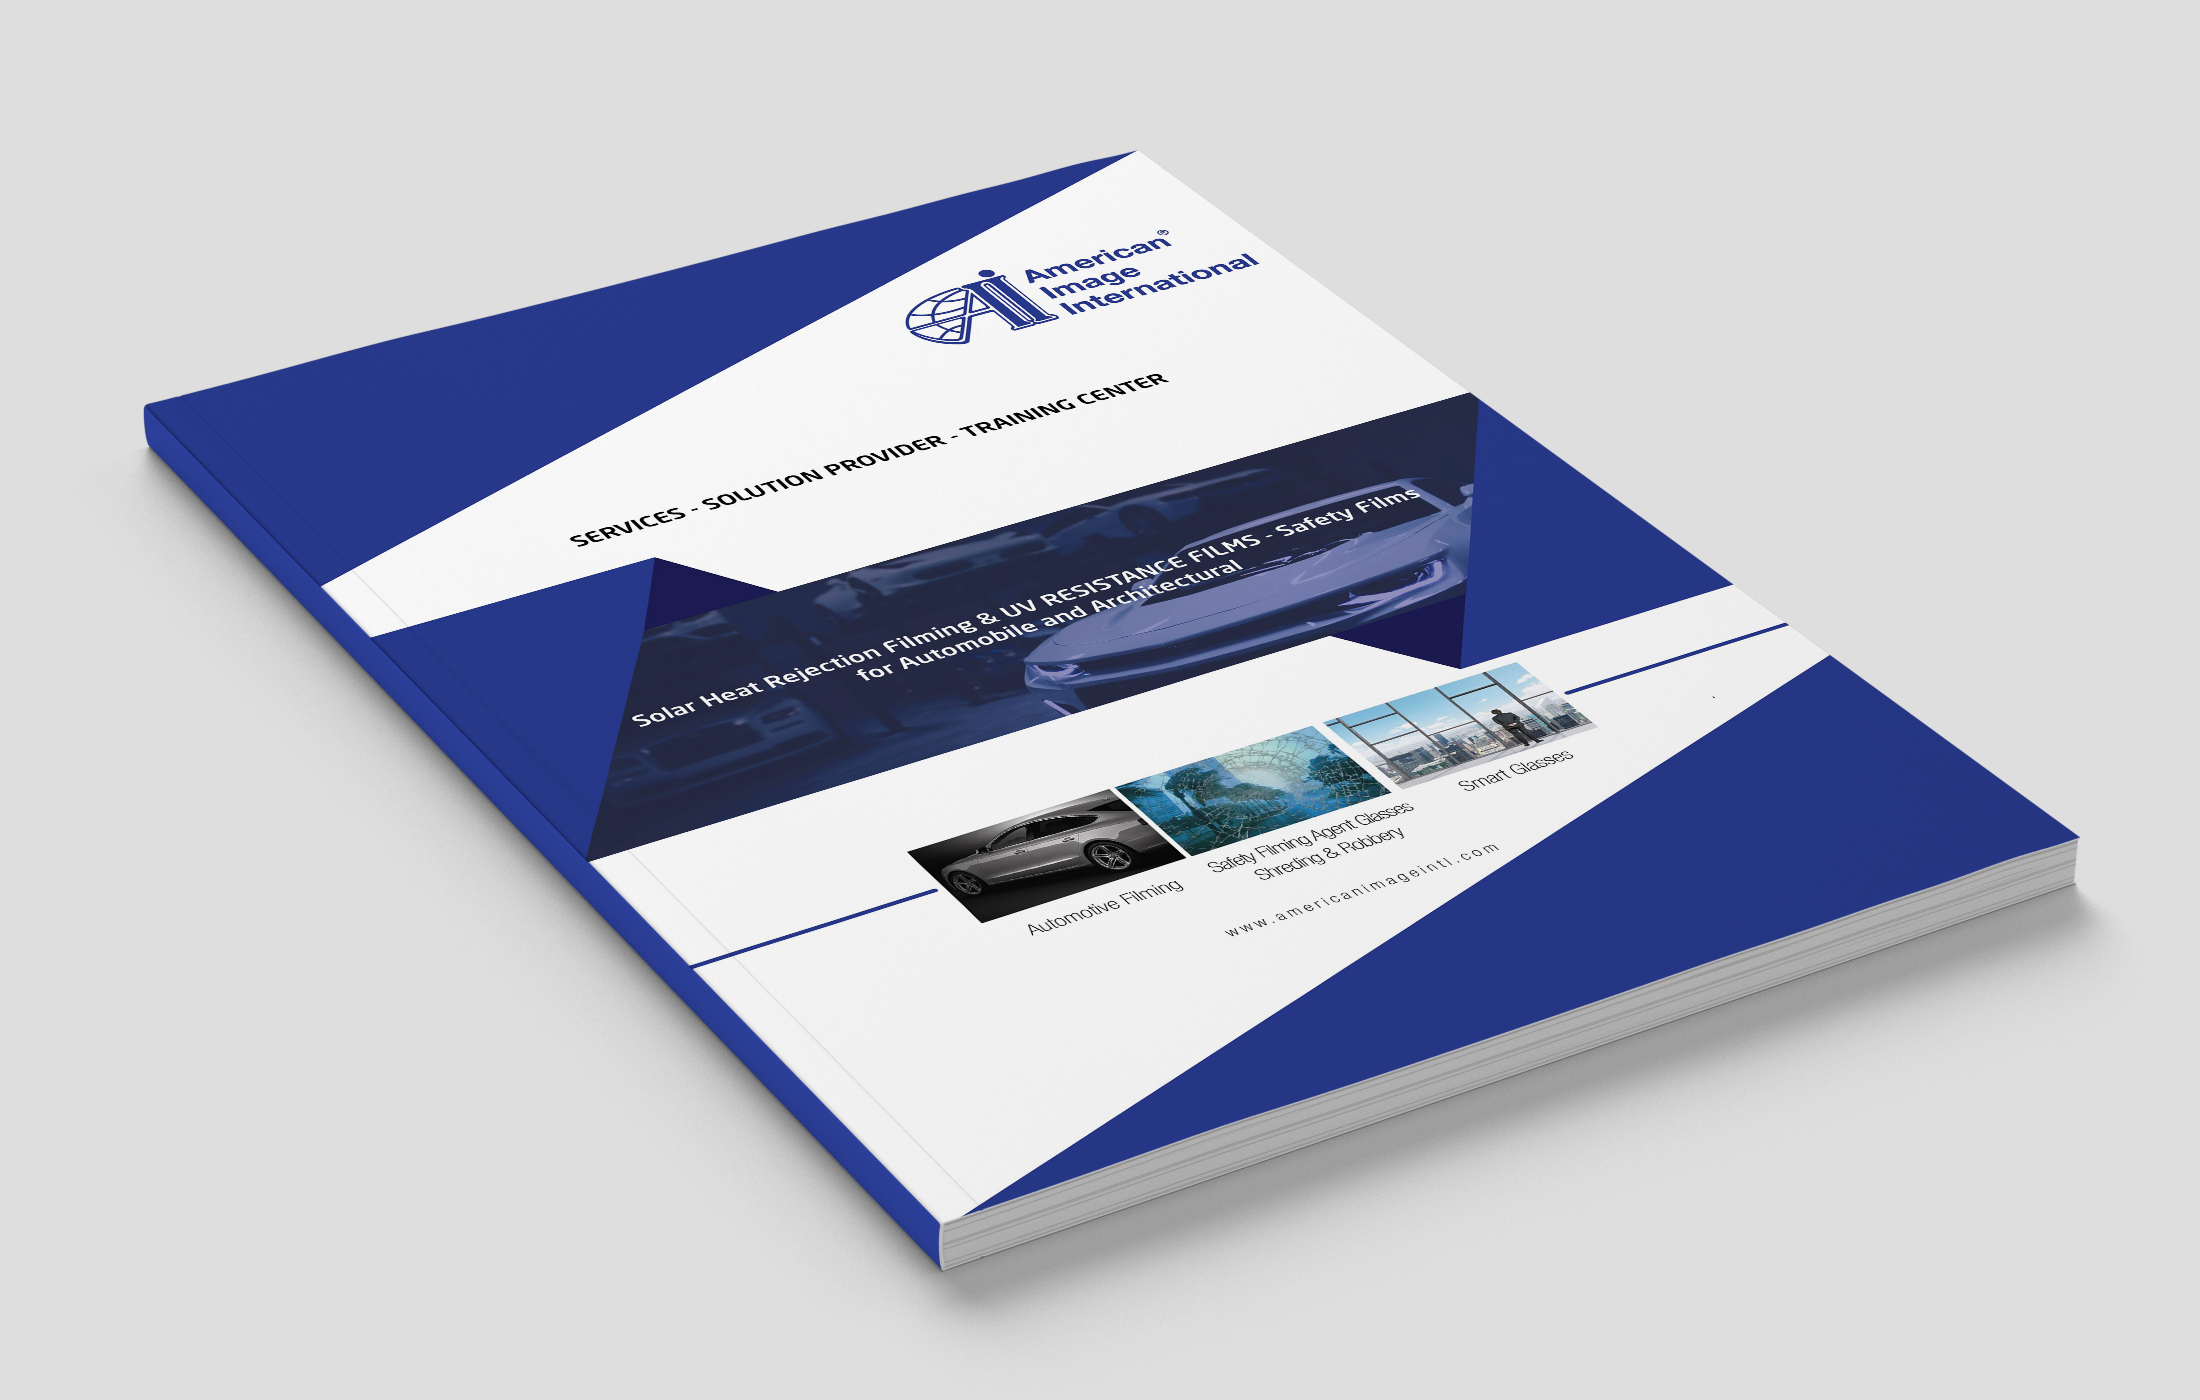 American®
Image
International
SERVICES - SOLUTION PROVIDER - TRAINING CENTER
Solar Heat Rejection Filming & UV RESISTANCE FILMS - Safety Films
for Automobile and Architectural
Automotive Filming
Safety Filming Agent Glasses
Shreding & Robbery
Smart Glasses
www.americanimageintl.com